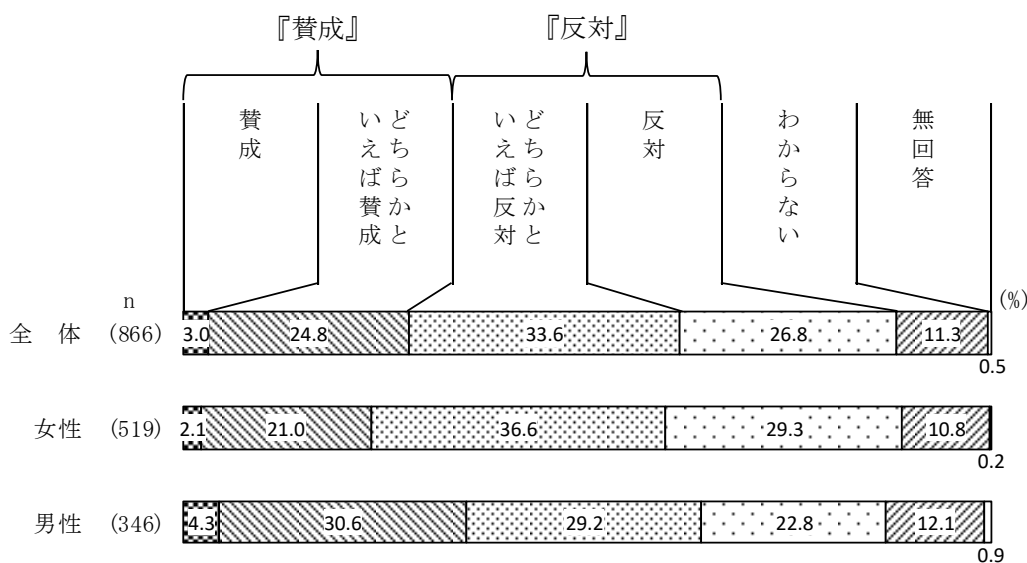 『賛成』
『反対』
賛成
どちらかと
いえば賛成
どちらかと
いえば反対
反対
わからない
無回答
n
(%)
全　体 (866) 3.0 24.8 33.6 26.8 11.3
0.5
女性 (519) 2.1 21.0 36.6 29.3 10.8
0.2
男性 (346) 4.3 30.6 29.2 22.8 12.1
0.9